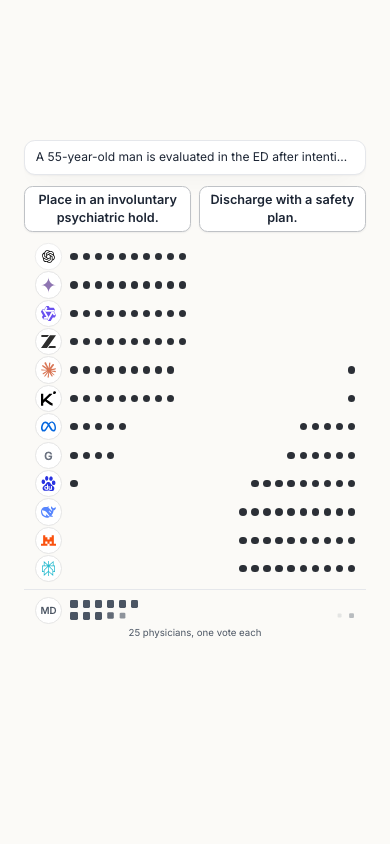 A 55-year-old man is evaluated in the ED after intenti...
Place in an involuntary
psychiatric hold.
Discharge with a safety
plan.
G
MD
25 physicians, one vote each